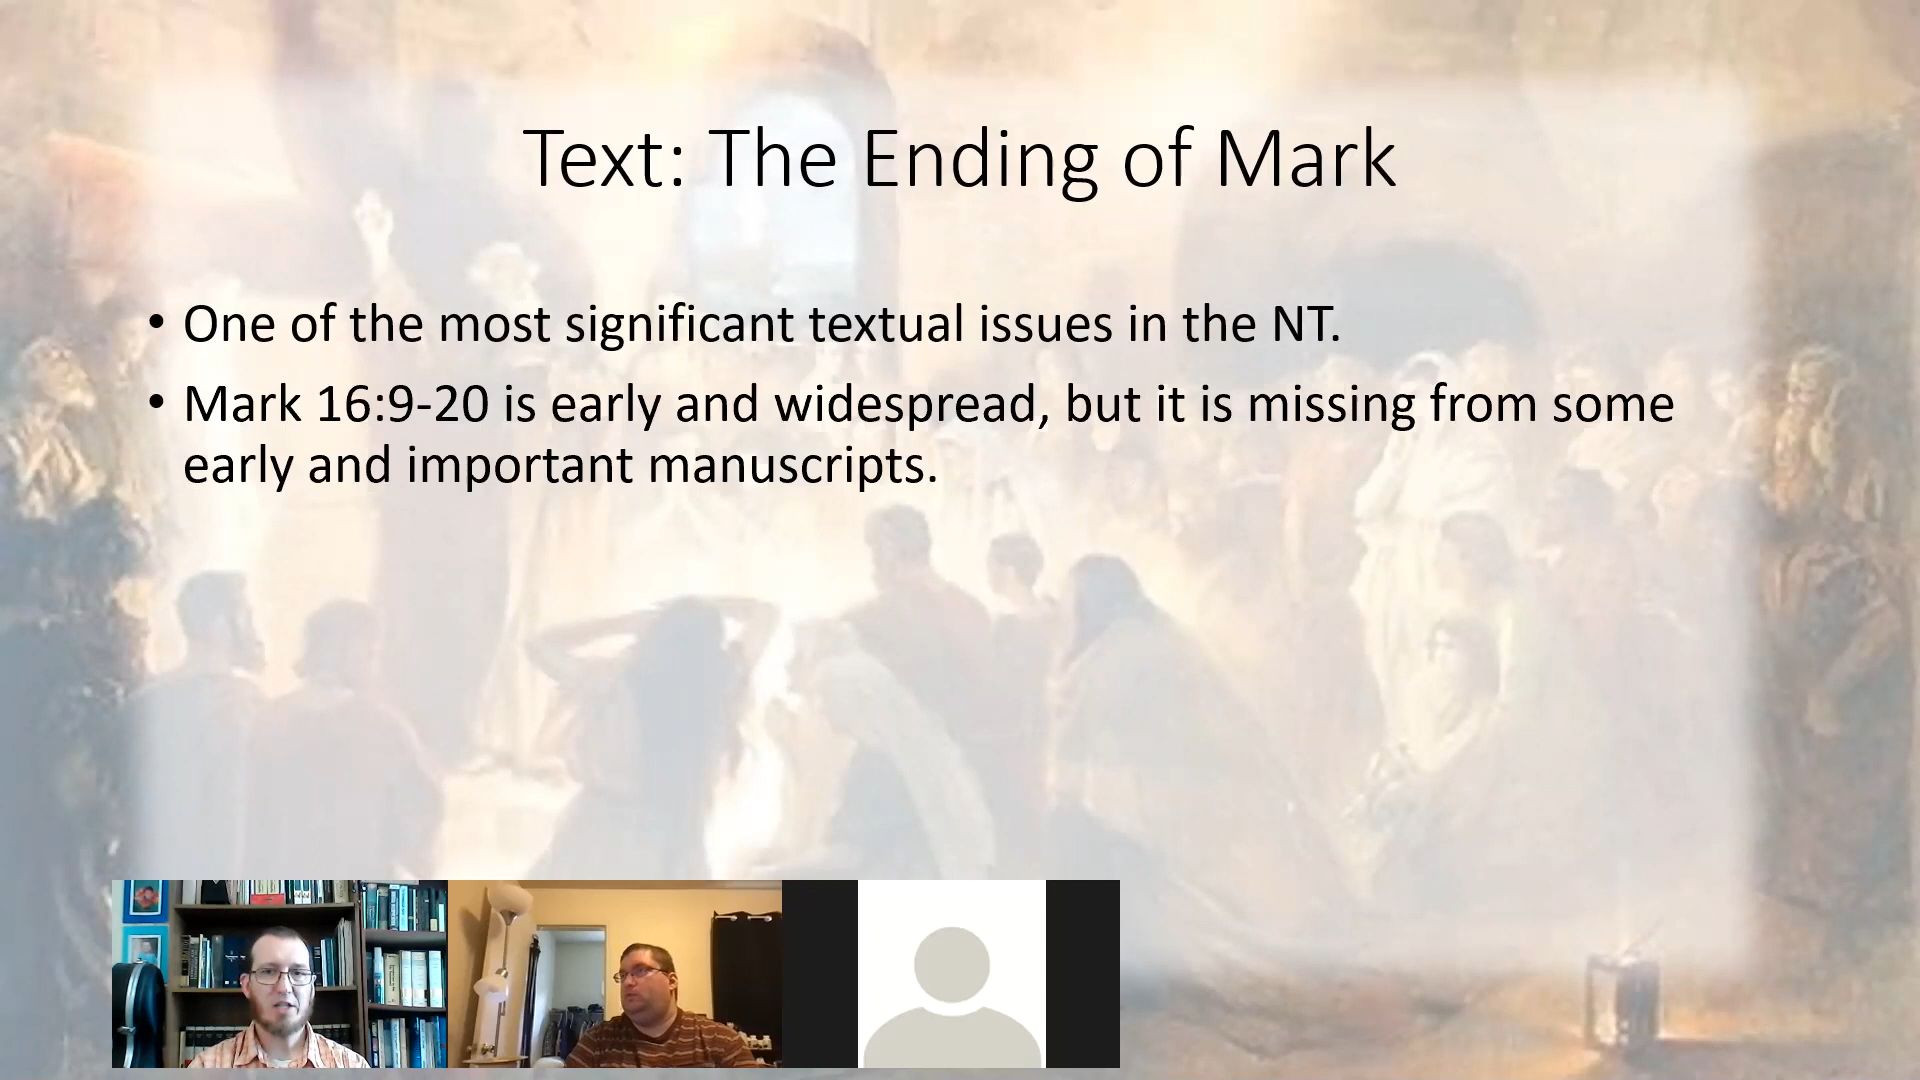 Text: The Ending of Mark
• One of the most significant textual issues in the NT.
• Mark 16:9-20 is early and widespread, but it is missing from some
early and important manuscripts.